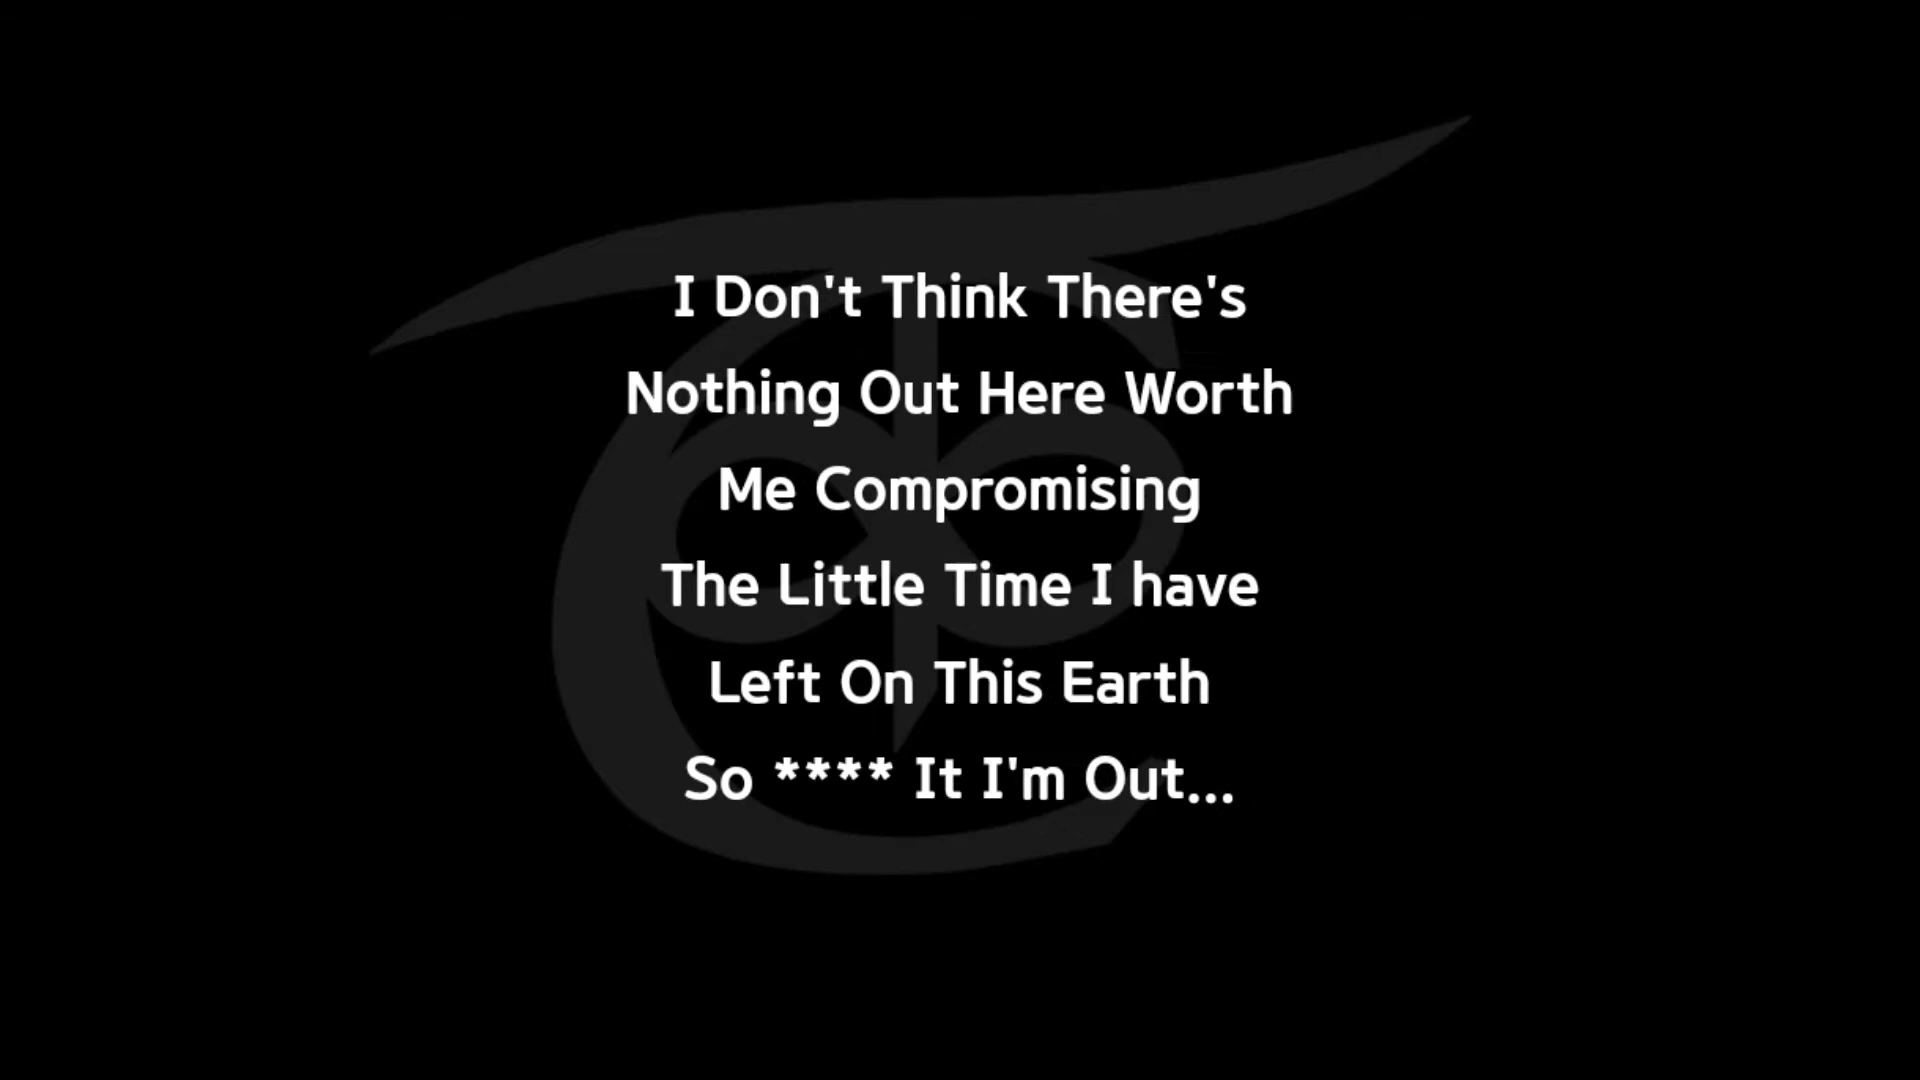 I Don't Think There's
Nothing Out Here Worth
Me Compromising
The Little Time I have
Left On This Earth
So **** It I'm Out...